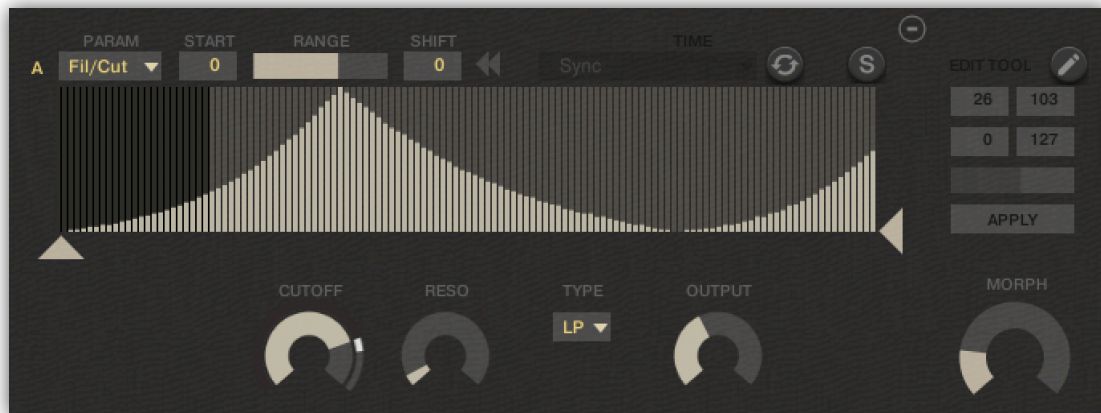 PARAM START RANGE SHIFT TIME
A Fil/Cut 0 0 Sync S EDIT TOOL
26 103
0 127
APPLY
CUTOFF RESO TYPE OUTPUT MORPH
LP